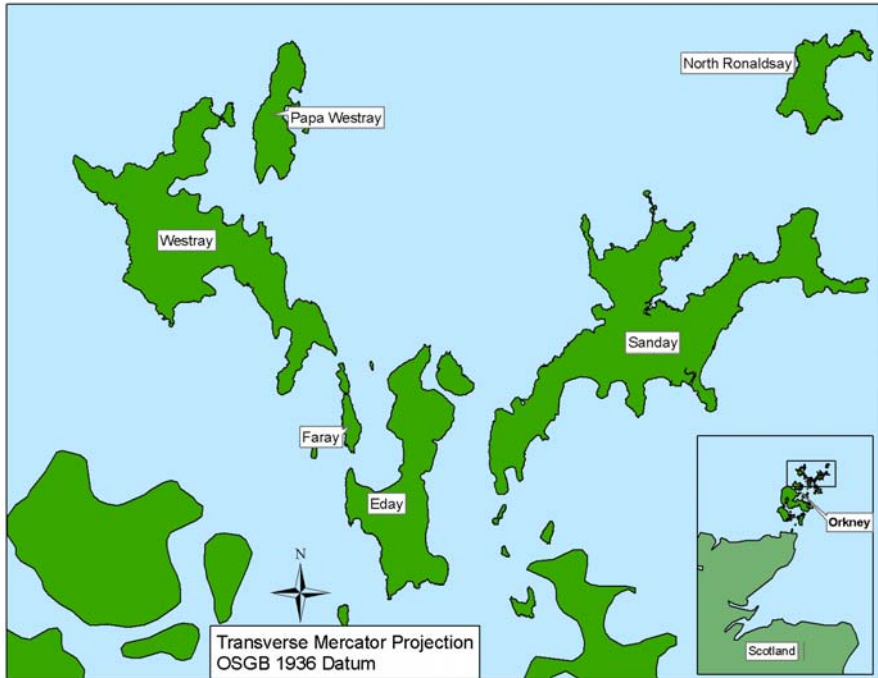 North Ronaldsay
Papa Westray
Westray
Sanday
Faray
Eday
Orkney
N
Transverse Mercator Projection
OSGB 1936 Datum
Scotland